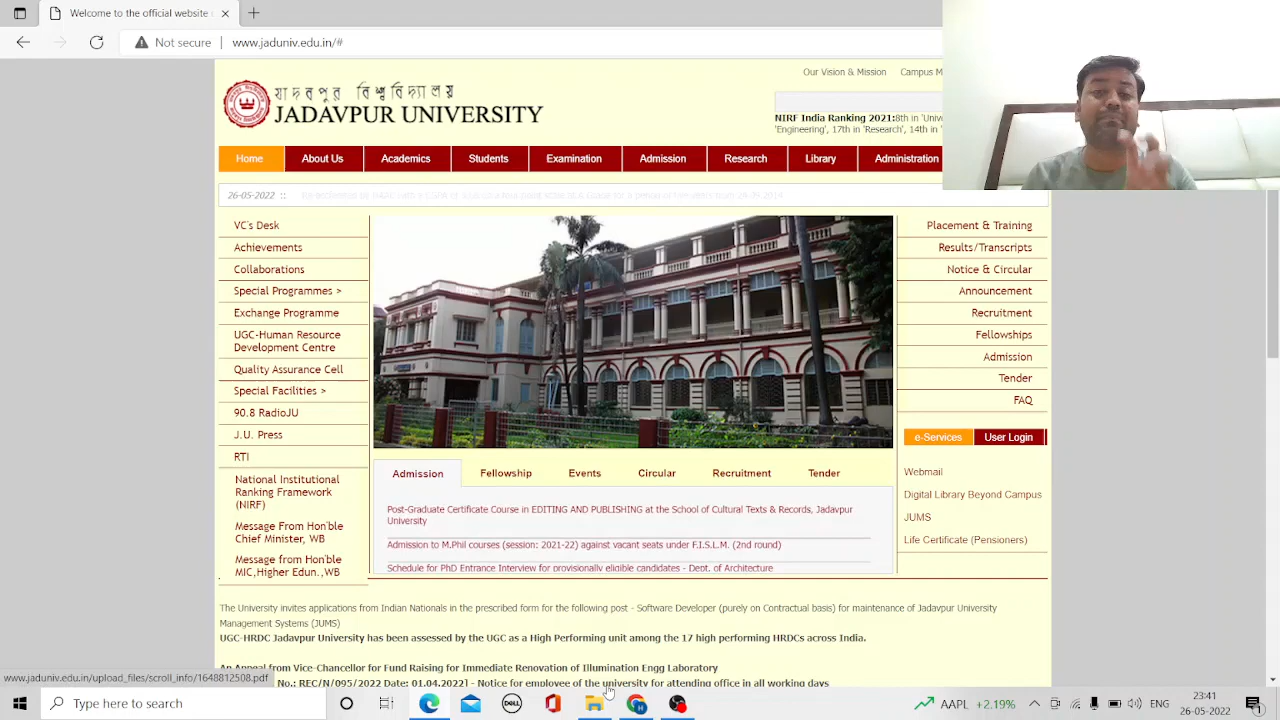 Not secure
www.jaduniv.edu.in/#
Our Vision & Mission Campus M
যাদবপুর বিশ্ববিদ্যালয়
JADAVPUR UNIVERSITY
NIRF India Ranking 2021:8th in 'Univ
'Engineering', 17th in 'Research', 14th in '
Home About Us Academics Students Examination Admission Research Library Administration
26-05-2022 ::
VC's Desk
Achievements
Collaborations
Special Programmes >
Exchange Programme
UGC-Human Resource
Development Centre
Quality Assurance Cell
Special Facilities >
90.8 RadioJU
J.U. Press
RTI
National Institutional
Ranking Framework
(NIRF)
Message From Hon'ble
Chief Minister, WB
Message from Hon'ble
MIC,Higher Edun.,WB
Placement & Training
Results/Transcripts
Notice & Circular
Announcement
Recruitment
Fellowships
Admission
Tender
FAQ
e-Services User Login
Webmail
Digital Library Beyond Campus
JUMS
Life Certificate (Pensioners)
Admission Fellowship Events Circular Recruitment Tender
Post-Graduate Certificate Course in EDITING AND PUBLISHING at the School of Cultural Texts & Records, Jadavpur
University
Admission to M.Phil courses (session: 2021-22) against vacant seats under F.I.S.L.M. (2nd round)
Schedule for PhD Entrance Interview for provisionally eligible candidates - Dept. of Architecture
The University invites applications from Indian Nationals in the prescribed form for the following post - Software Developer (purely on Contractual basis) for maintenance of Jadavpur University
Management Systems (JUMS)
UGC-HRDC Jadavpur University has been assessed by the UGC as a High Performing unit among the 17 high performing HRDCs across India.
An Appeal from Vice-Chancellor for Fund Raising for Immediate Renovation of Illumination Engg Laboratory
No.: REC/N/095/2022 Date: 01.04.2022] - Notice for employee of the university for attending office in all working days
www.jaduniv.edu.in/upload_files/scroll_info/1648812508.pdf
Type here to search
DELL
AAPL +2.19%
ENG
23:41
26-05-2022